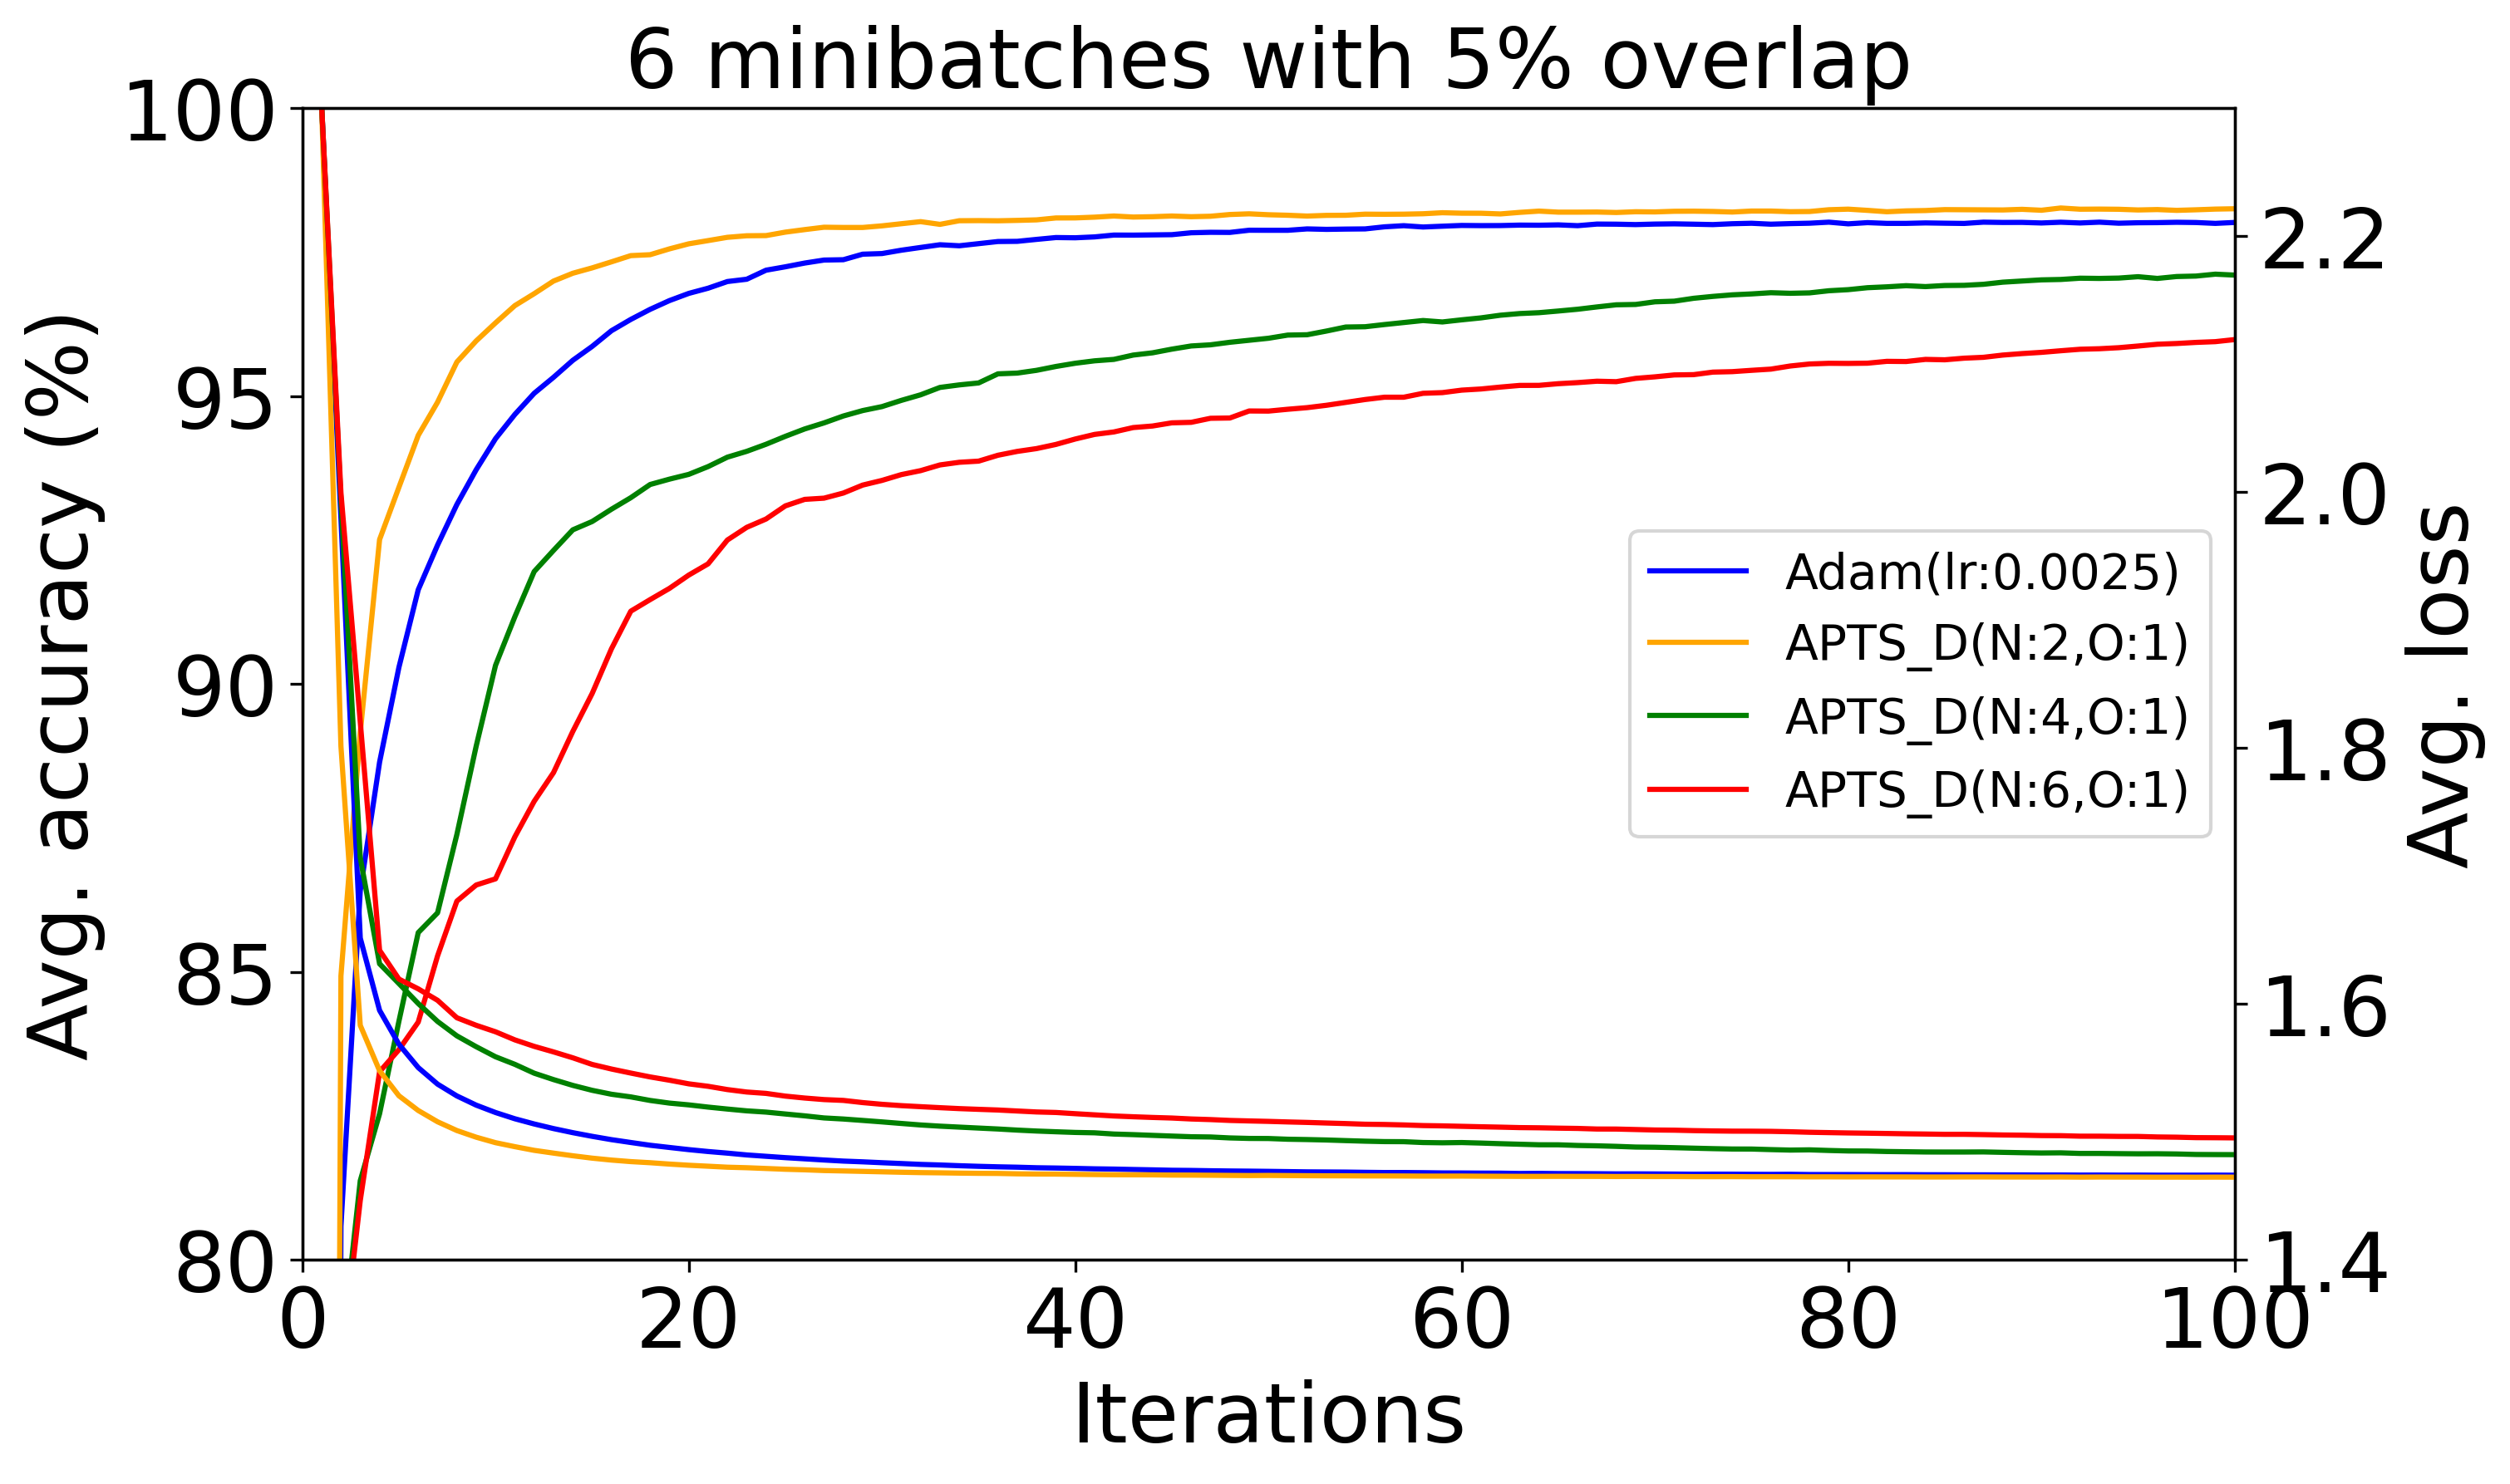 6 minibatches with 5% overlap
Avg. accuracy (%)
100
95
90
85
80
Avg. loss
2.2
2.0
1.8
1.6
1.4
Adam(lr:0.0025)
APTS_D(N:2,O:1)
APTS_D(N:4,O:1)
APTS_D(N:6,O:1)
0 20 40 60 80 100
Iterations